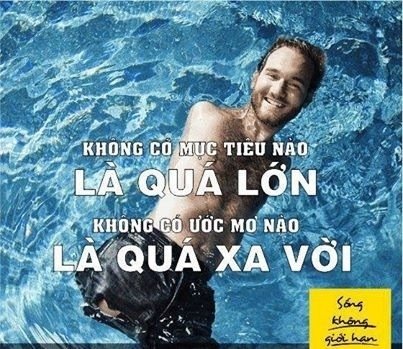 KHÔNG CÓ MỤC TIÊU NÀO
LÀ QUÁ LỚN
KHÔNG CÓ ƯỚC MƠ NÀO
LÀ QUÁ XA VỜI
Sống
không
giới hạn